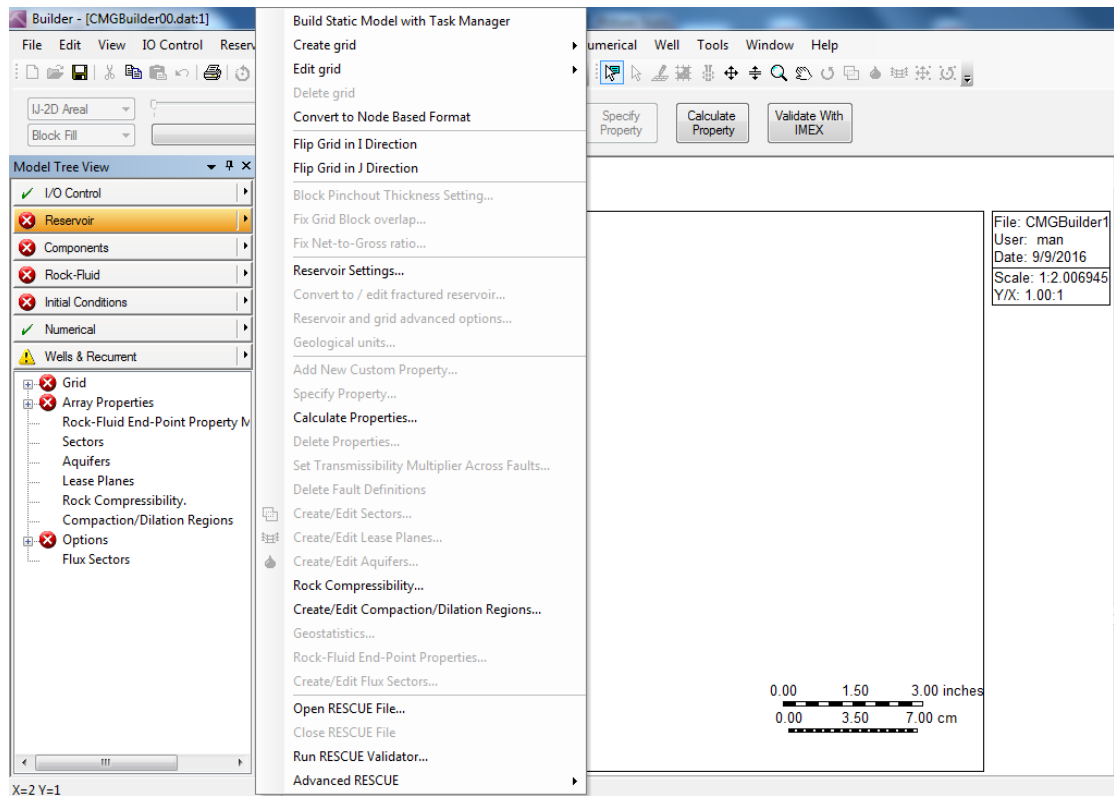 Builder - [CMGBuilder00.dat:1]
File Edit View IO Control Reserv
umerical Well Tools Window Help
IJ-2D Areal
Block Fill
Specify Property
Calculate Property
Validate With IMEX
Model Tree View
I/O Control
Reservoir
Components
Rock-Fluid
Initial Conditions
Numerical
Wells & Recurrent
Grid
Array Properties
Rock-Fluid End-Point Property M
Sectors
Aquifers
Lease Planes
Rock Compressibility.
Compaction/Dilation Regions
Options
Flux Sectors
X=2 Y=1
Build Static Model with Task Manager
Create grid
Edit grid
Delete grid
Convert to Node Based Format
Flip Grid in I Direction
Flip Grid in J Direction
Block Pinchout Thickness Setting...
Fix Grid Block overlap...
Fix Net-to-Gross ratio...
Reservoir Settings...
Convert to / edit fractured reservoir...
Reservoir and grid advanced options...
Geological units...
Add New Custom Property...
Specify Property...
Calculate Properties...
Delete Properties...
Set Transmissibility Multiplier Across Faults...
Delete Fault Definitions
Create/Edit Sectors...
Create/Edit Lease Planes...
Create/Edit Aquifers...
Rock Compressibility...
Create/Edit Compaction/Dilation Regions...
Geostatistics...
Rock-Fluid End-Point Properties...
Create/Edit Flux Sectors...
Open RESCUE File...
Close RESCUE File
Run RESCUE Validator...
Advanced RESCUE
File: CMGBuilder1
User: man
Date: 9/9/2016
Scale: 1:2.006945
Y/X: 1.00:1
0.00 1.50 3.00 inches
0.00 3.50 7.00 cm